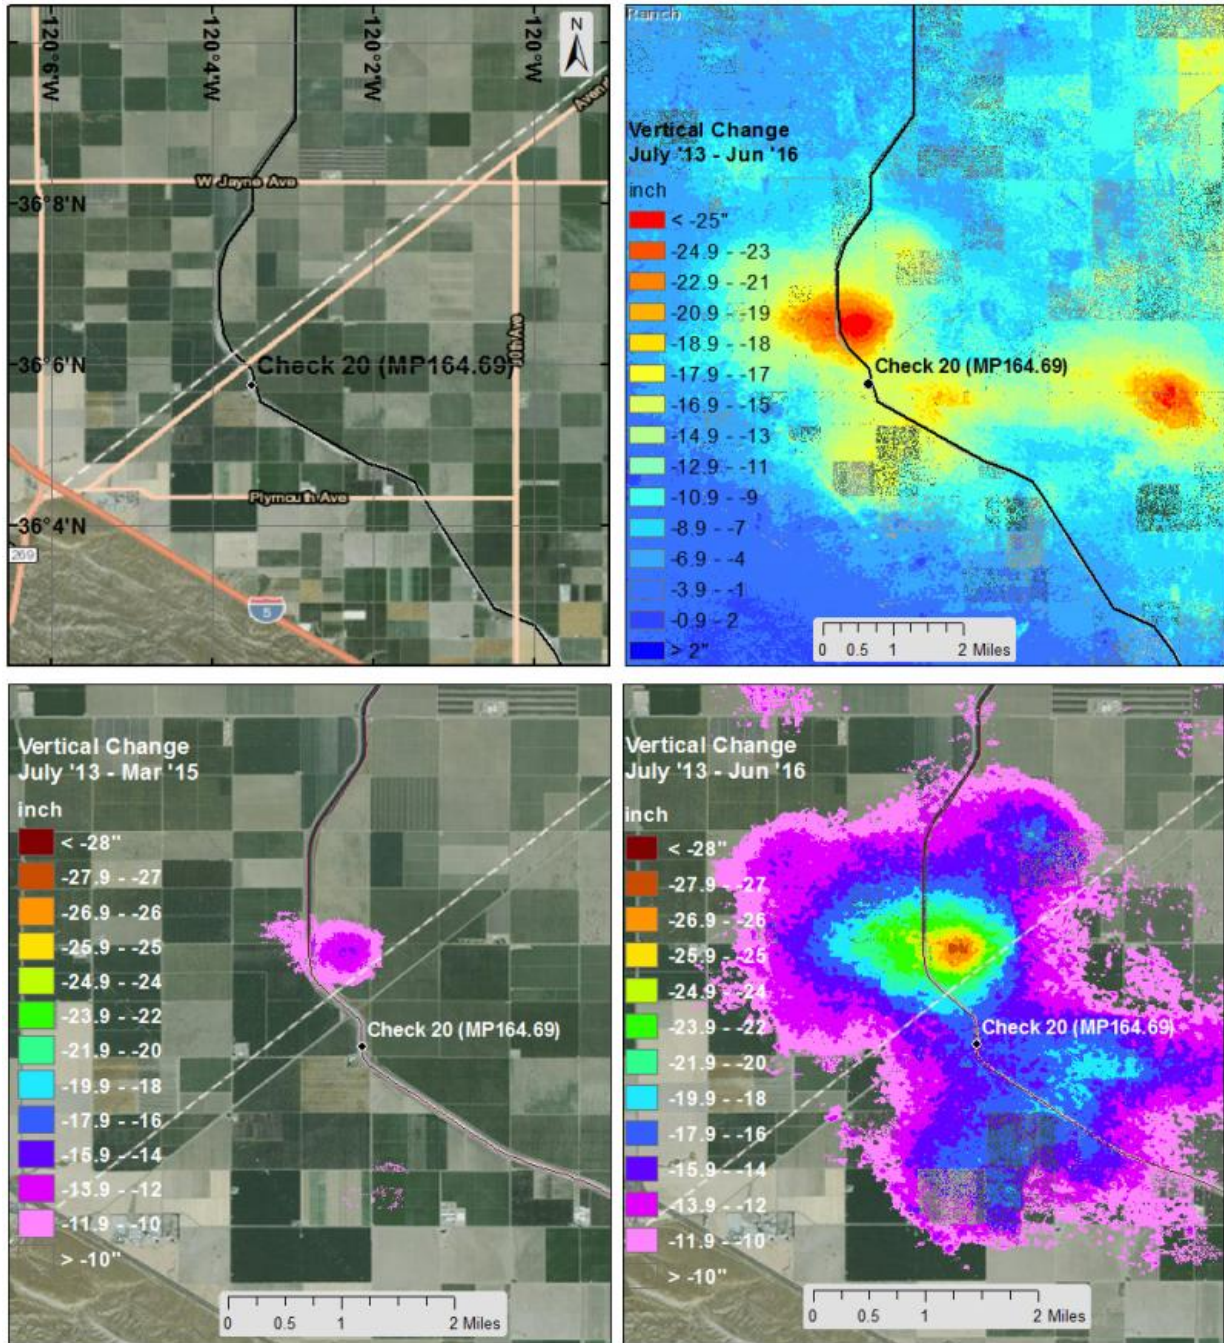 120°6'W
120°4'W
120°2'W
120°W
N
W Jayne Ave
36°8'N
36°6'N
Check 20 (MP164.69)
Plymouth Ave
36°4'N
269
5
Ranch
Vertical Change
July '13 - Jun '16
inch
< -25"
-24.9 - -23
-22.9 - -21
-20.9 - -19
-18.9 - -18
-17.9 - -17
-16.9 - -15
-14.9 - -13
-12.9 - -11
-10.9 - -9
-8.9 - -7
-6.9 - -4
-3.9 - -1
-0.9 - 2
> 2"
Check 20 (MP164.69)
0 0.5 1 2 Miles
Vertical Change
July '13 - Mar '15
inch
< -28"
-27.9 - -27
-26.9 - -26
-25.9 - -25
-24.9 - -24
-23.9 - -22
-21.9 - -20
-19.9 - -18
-17.9 - -16
-15.9 - -14
-13.9 - -12
-11.9 - -10
> -10"
Check 20 (MP164.69)
0 0.5 1 2 Miles
Vertical Change
July '13 - Jun '16
inch
< -28"
-27.9 - -27
-26.9 - -26
-25.9 - -25
-24.9 - -24
-23.9 - -22
-21.9 - -20
-19.9 - -18
-17.9 - -16
-15.9 - -14
-13.9 - -12
-11.9 - -10
> -10"
Check 20 (MP164.69)
0 0.5 1 2 Miles